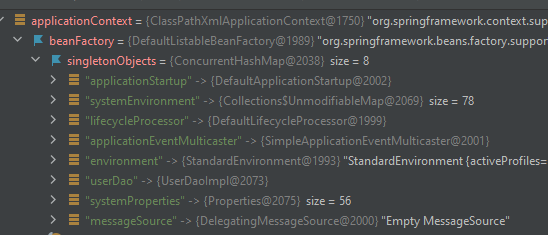 applicationContext = {ClassPathXmlApplicationContext@1750} "org.springframework.context.sup
beanFactory = {DefaultListableBeanFactory@1989} "org.springframework.beans.factory.suppor
singletonObjects = {ConcurrentHashMap@2038} size = 8
"applicationStartup" -> {DefaultApplicationStartup@2002}
"systemEnvironment" -> {Collections$UnmodifiableMap@2069} size = 78
"lifecycleProcessor" -> {DefaultLifecycleProcessor@1999}
"applicationEventMulticaster" -> {SimpleApplicationEventMulticaster@2001}
"environment" -> {StandardEnvironment@1993} "StandardEnvironment {activeProfiles=
"userDao" -> {UserDaoImpl@2073}
"systemProperties" -> {Properties@2075} size = 56
"messageSource" -> {DelegatingMessageSource@2000} "Empty MessageSource"